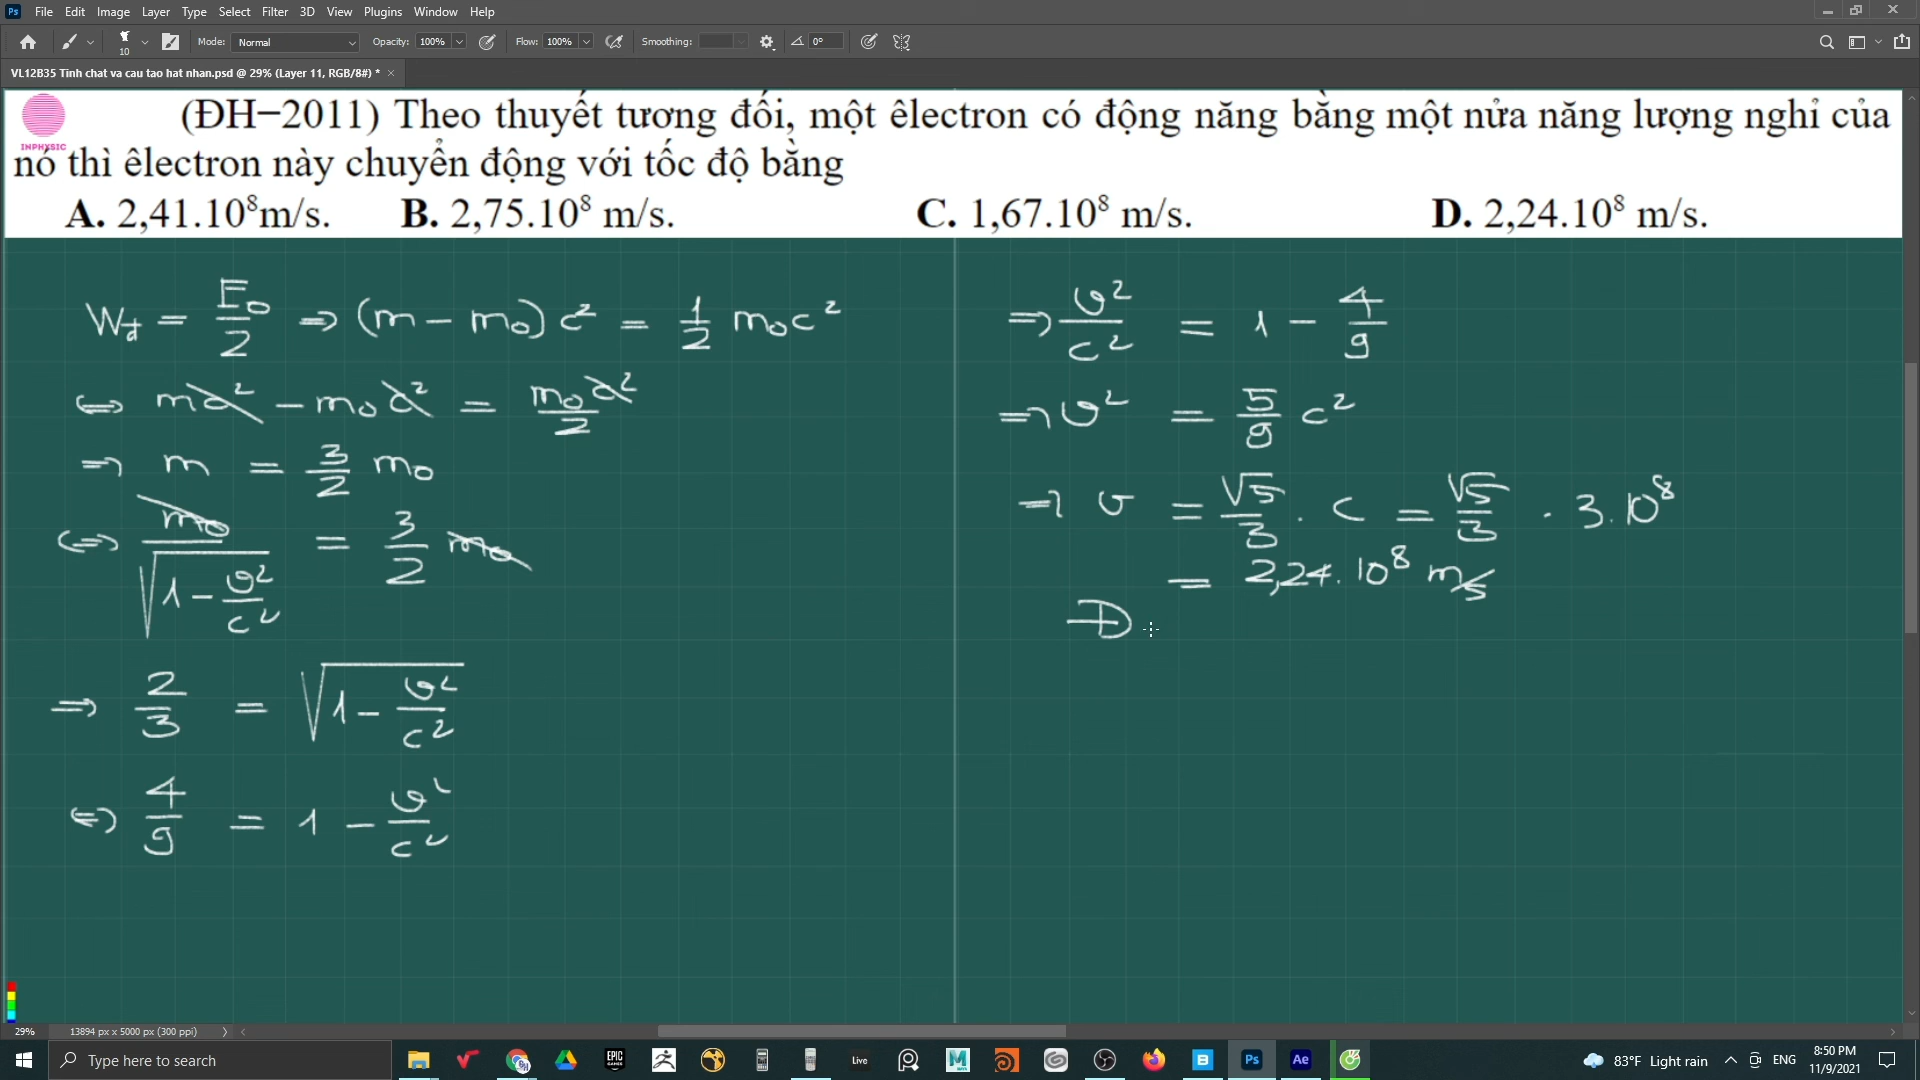 Ps File Edit Image Layer Type Select Filter 3D View Plugins Window Help
10 Mode: Normal Opacity: 100% Flow: 100% Smoothing: 0°
VL12B35 Tinh chat va cau tao hat nhan.psd @ 29% (Layer 11, RGB/8#) * ×
INPHYSIC
(ĐH−2011) Theo thuyết tương đối, một êlectron có động năng bằng một nửa năng lượng nghỉ của
nó thì êlectron này chuyển động với tốc độ bằng
A. 2,41.10⁸m/s. B. 2,75.10⁸ m/s. C. 1,67.10⁸ m/s. D. 2,24.10⁸ m/s.
Wđ = E₀/2 => (m − m₀)c² = 1/2 m₀c²
<=> mc² − m₀c² = m₀c²/2
=> m = 3/2 m₀
<=> m₀/√(1 − v²/c²) = 3/2 m₀
=> 2/3 = √(1 − v²/c²)
<=> 4/9 = 1 − v²/c²
=> v²/c² = 1 − 4/9
=> v² = 5/9 c²
=> v = √5/3 . c = √5/3 . 3.10⁸
= 2,24.10⁸ m/s
D
29% 13894 px x 5000 px (300 ppi)
Type here to search EPIC GAMES Live M Ps Ae 83°F Light rain ENG 8:50 PM
11/9/2021